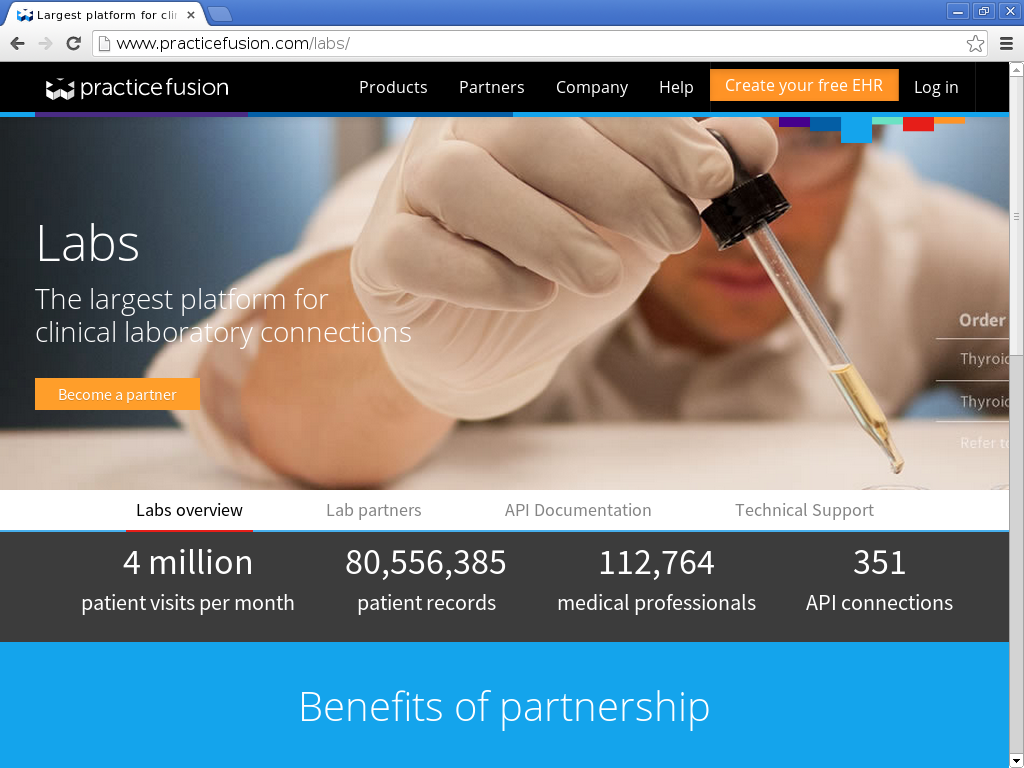 Largest platform for cli
www.practicefusion.com/labs/
practice fusion
Products Partners Company Help Create your free EHR Log in
Labs
The largest platform for
clinical laboratory connections
Become a partner
Order
Thyroid
Thyroid
Refer to
Labs overview Lab partners API Documentation Technical Support
4 million 80,556,385 112,764 351
patient visits per month patient records medical professionals API connections
Benefits of partnership